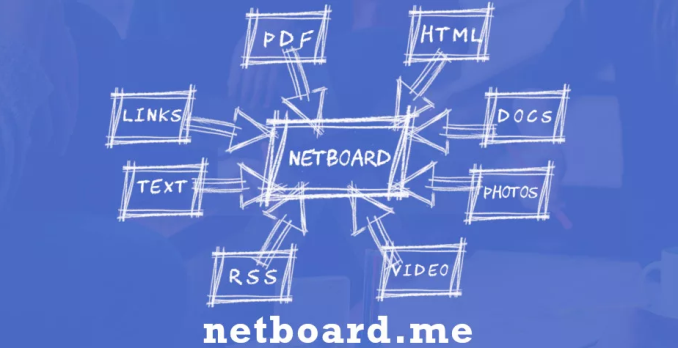 PDF
HTML
LINKS
DOCS
NETBOARD
TEXT
PHOTOS
RSS
VIDEO
netboard.me